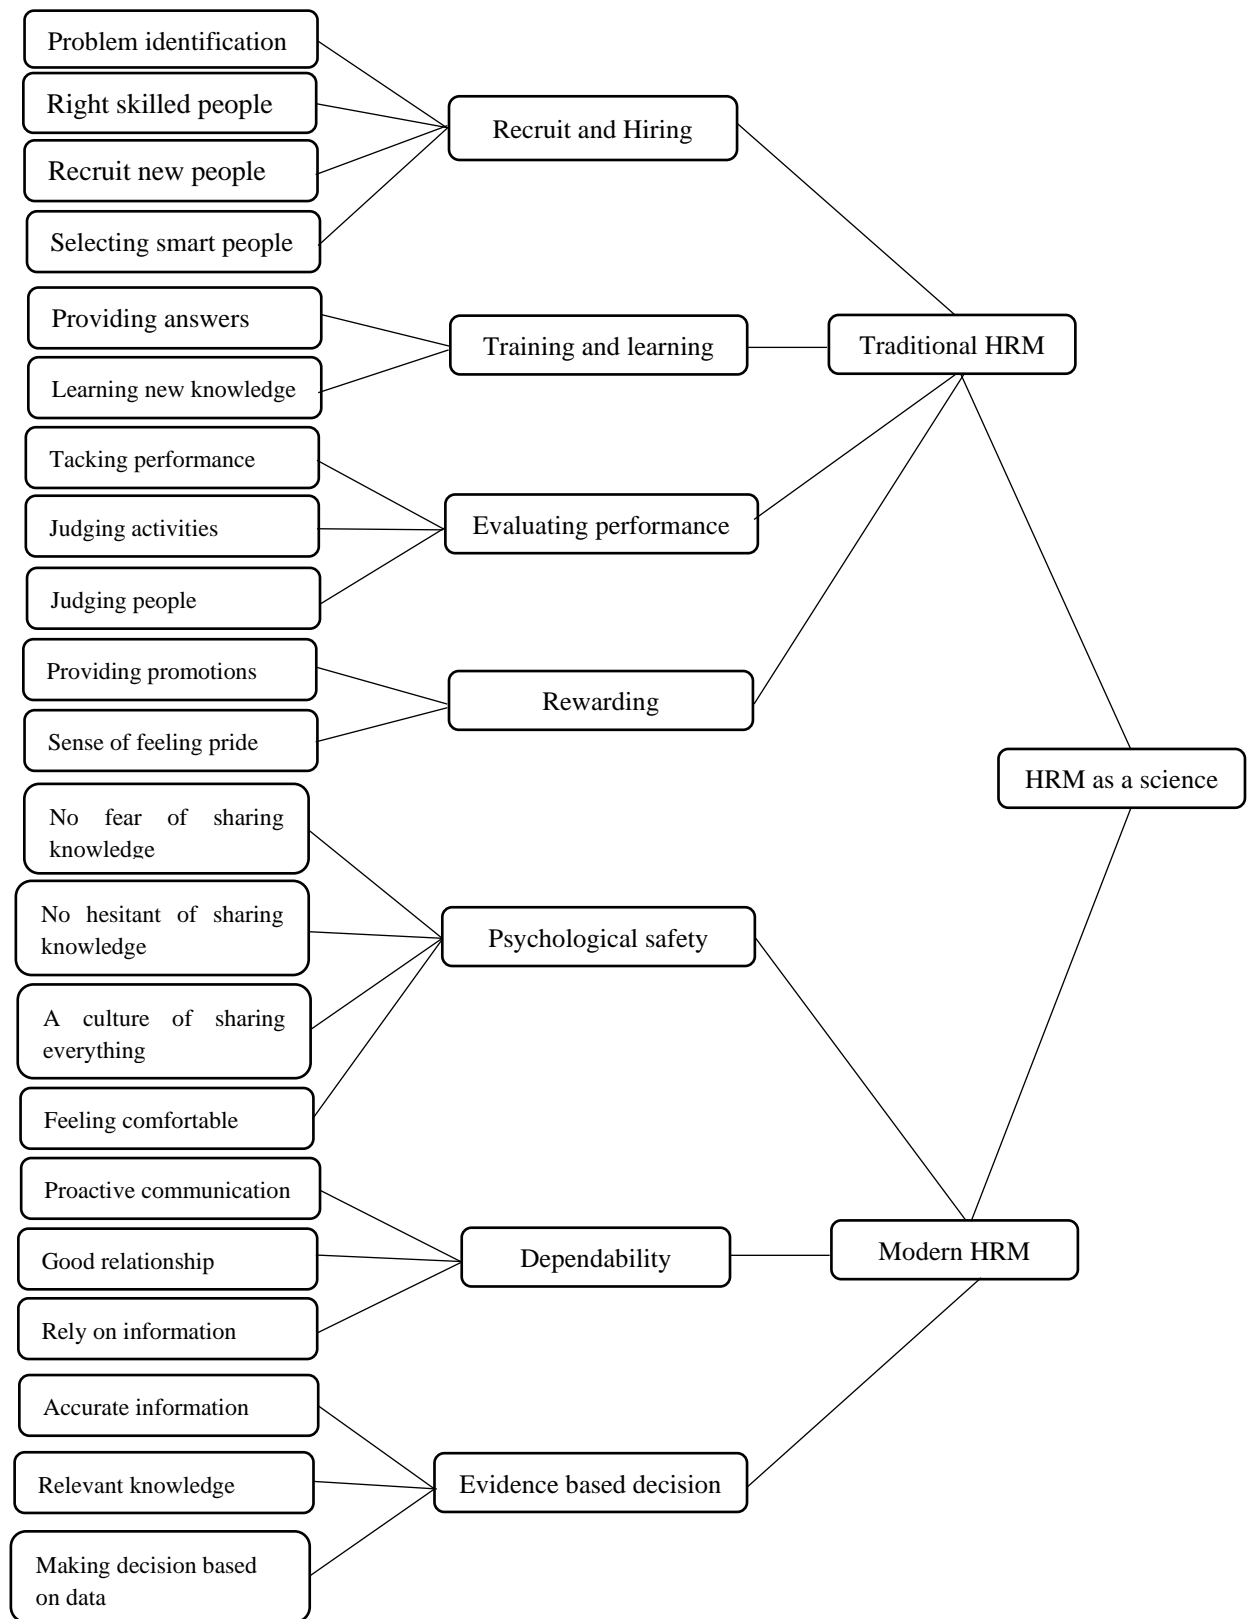 Problem identification
Right skilled people
Recruit new people
Selecting smart people
Recruit and Hiring
Providing answers
Learning new knowledge
Training and learning
Traditional HRM
Tacking performance
Judging activities
Judging people
Evaluating performance
Providing promotions
Sense of feeling pride
Rewarding
HRM as a science
No fear of sharing
knowledge
No hesitant of sharing
knowledge
A culture of sharing
everything
Feeling comfortable
Psychological safety
Proactive communication
Good relationship
Rely on information
Dependability
Modern HRM
Accurate information
Relevant knowledge
Making decision based
on data
Evidence based decision